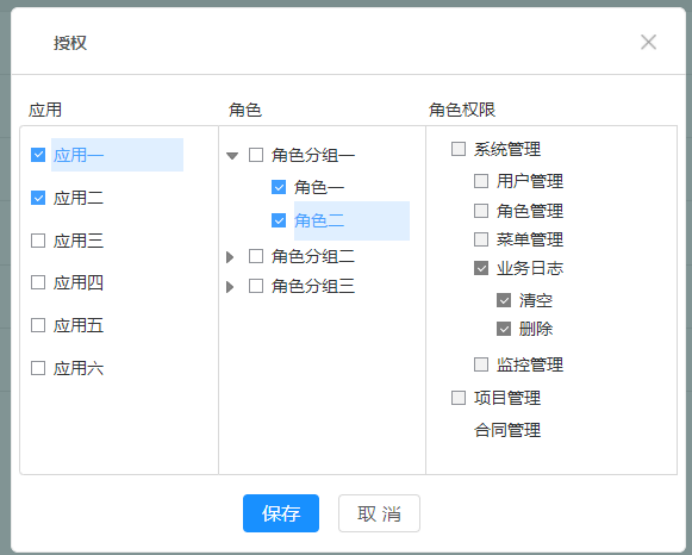 授权
应用
角色
角色权限
应用一
应用二
应用三
应用四
应用五
应用六
角色分组一
角色一
角色二
角色分组二
角色分组三
系统管理
用户管理
角色管理
菜单管理
业务日志
清空
删除
监控管理
项目管理
合同管理
保存
取消